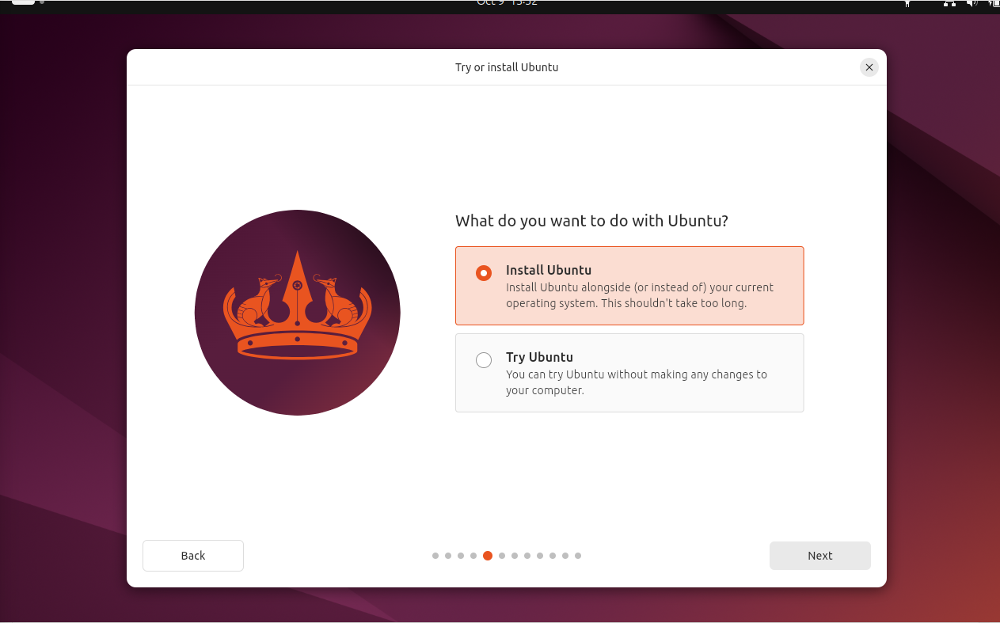 Oct 9 15:52
Try or install Ubuntu
What do you want to do with Ubuntu?
Install Ubuntu
Install Ubuntu alongside (or instead of) your current
operating system. This shouldn't take too long.
Try Ubuntu
You can try Ubuntu without making any changes to
your computer.
Back
Next